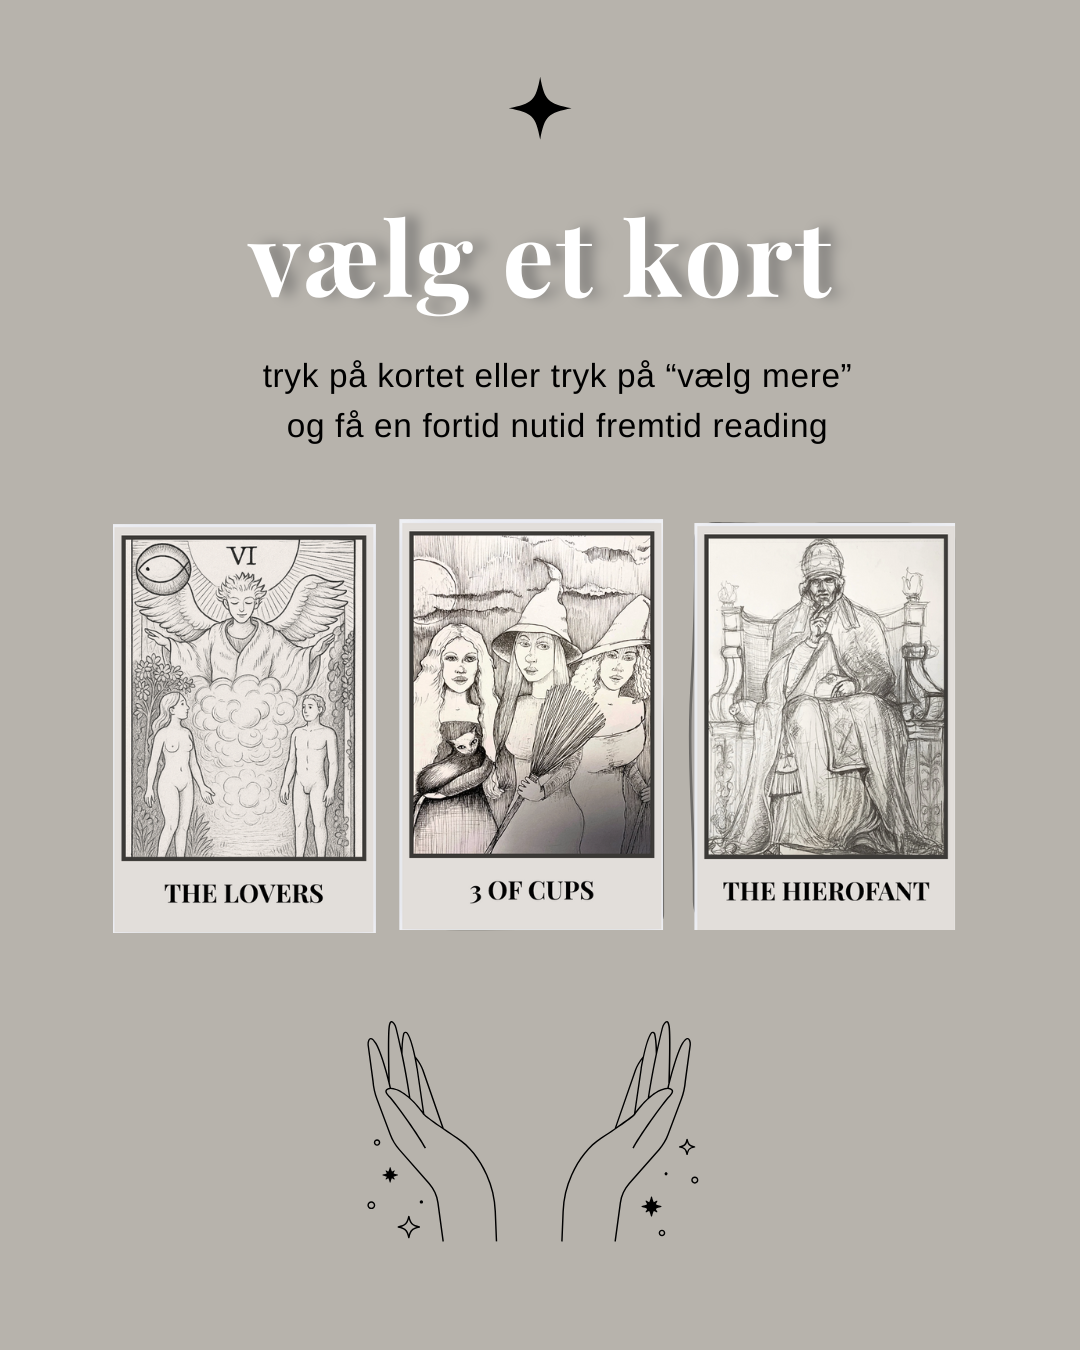 vælg et kort
tryk på kortet eller tryk på “vælg mere”
og få en fortid nutid fremtid reading
VI
THE LOVERS
3 OF CUPS
THE HIEROFANT